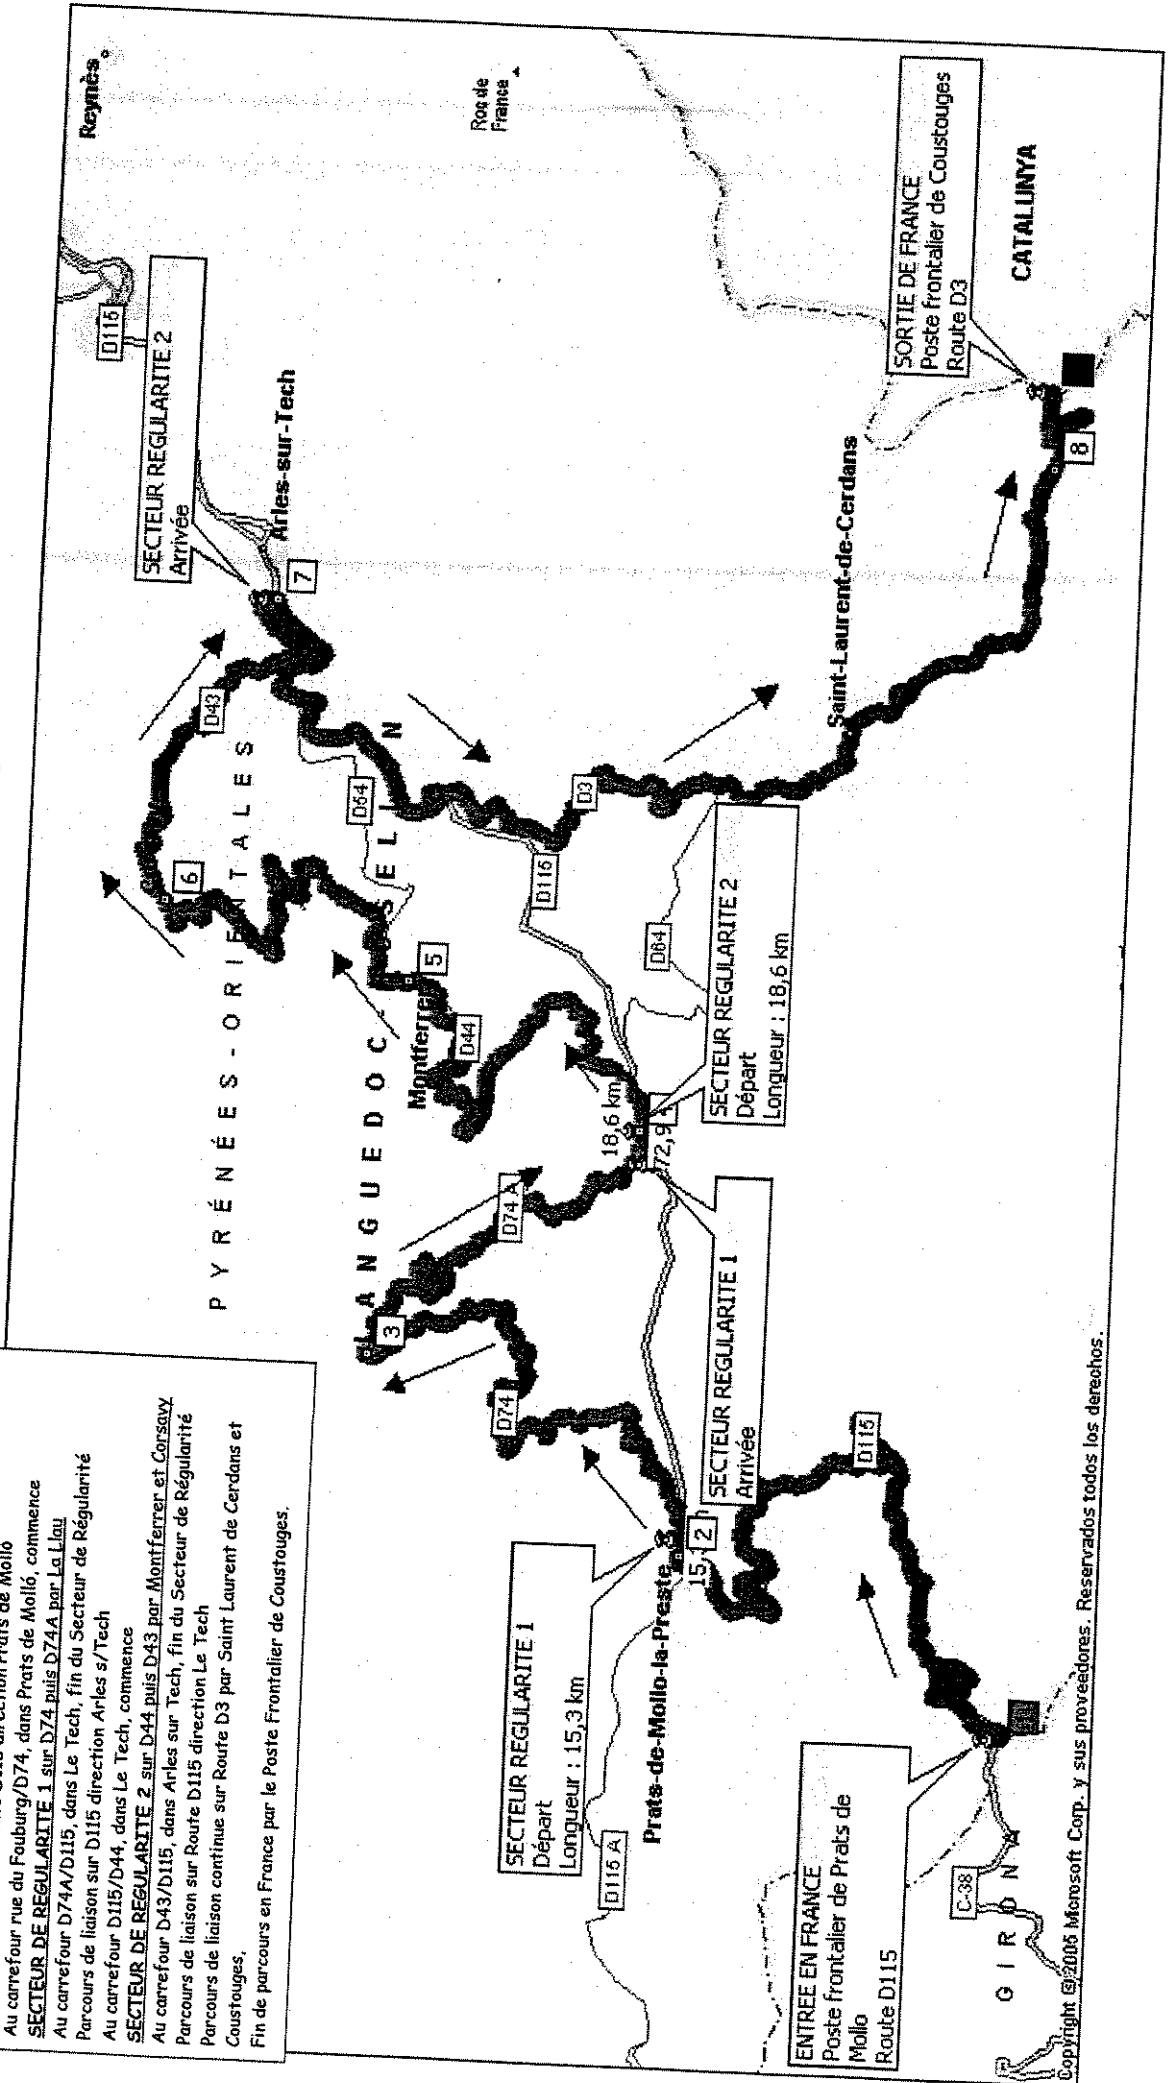 Au carrefour rue du Fouburg/D74, dans Prats de Molló, commence
SECTEUR DE REGULARITE 1 sur D74 puis D74A par La Llau
Au carrefour D74A/D115, dans Le Tech, fin du Secteur de Régularité
Parcours de liaison sur D115 direction Arles s/Tech
Au carrefour D115/D44, dans Le Tech, commence
SECTEUR DE REGULARITE 2 sur D44 puis D43 par Montferrer et Corsavy
Au carrefour D43/D115, dans Arles sur Tech, fin du Secteur de Régularité
Parcours de liaison sur Route D115 direction Le Tech
Parcours de liaison continue sur Route D3 par Saint Laurent de Cerdans et
Coustouges,
Fin de parcours en France par le Poste Frontalier de Coustouges.
Reynès
D115
Roc de
France
SECTEUR REGULARITE 2
Arrivée
Arles-sur-Tech
7
D43
PYRÉNÉES-ORIENTALES
6
D54
LANGUEDOC
Montferrer
5
D44
D115
D3
D64
SECTEUR REGULARITE 2
Départ
Longueur : 18,6 km
18,6 km
72,9
D74 A
3
D74
SECTEUR REGULARITE 1
Arrivée
SECTEUR REGULARITE 1
Départ
Longueur : 15,3 km
Prats-de-Mollo-la-Preste
2
15,
D115
D115 A
ENTREE EN FRANCE
Poste frontalier de Prats de
Mollo
Route D115
C-38
GIRONA
Saint-Laurent-de-Cerdans
SORTIE DE FRANCE
Poste frontalier de Coustouges
Route D3
8
CATALUNYA
Copyright © 2005 Microsoft Corp. y sus proveedores. Reservados todos los derechos.